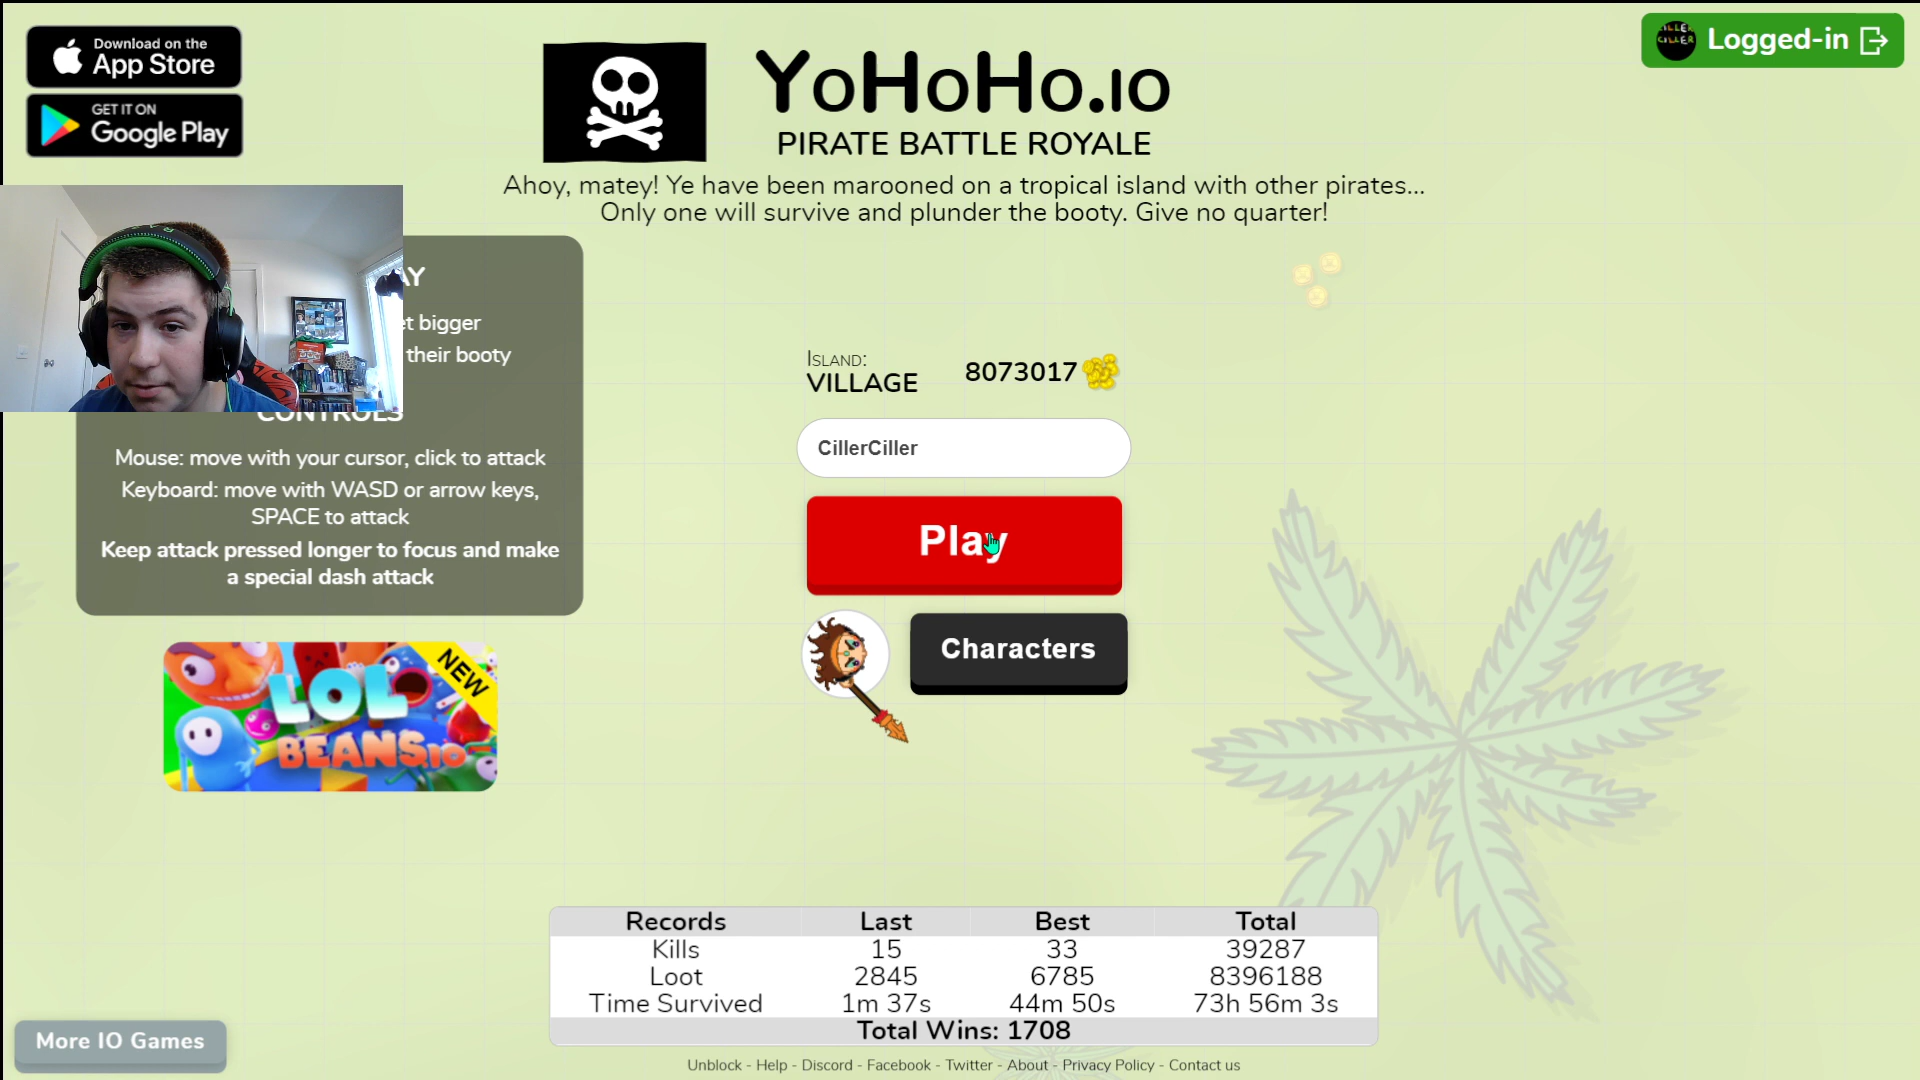 Download on the
App Store
GET IT ON
Google Play
YoHoHo.io
PIRATE BATTLE ROYALE
Ahoy, matey! Ye have been marooned on a tropical island with other pirates...
Only one will survive and plunder the booty. Give no quarter!
CILLER
Logged-in
bigger
their booty
CONTROLS
Mouse: move with your cursor, click to attack
Keyboard: move with WASD or arrow keys,
SPACE to attack
Keep attack pressed longer to focus and make
a special dash attack
LOL
BEANS.IO
NEW
Island:
VILLAGE
8073017
CillerCiller
Play
Characters
Records Last Best Total
Kills 15 33 39287
Loot 2845 6785 8396188
Time Survived 1m 37s 44m 50s 73h 56m 3s
Total Wins: 1708
More IO Games
Unblock - Help - Discord - Facebook - Twitter - About - Privacy Policy - Contact us